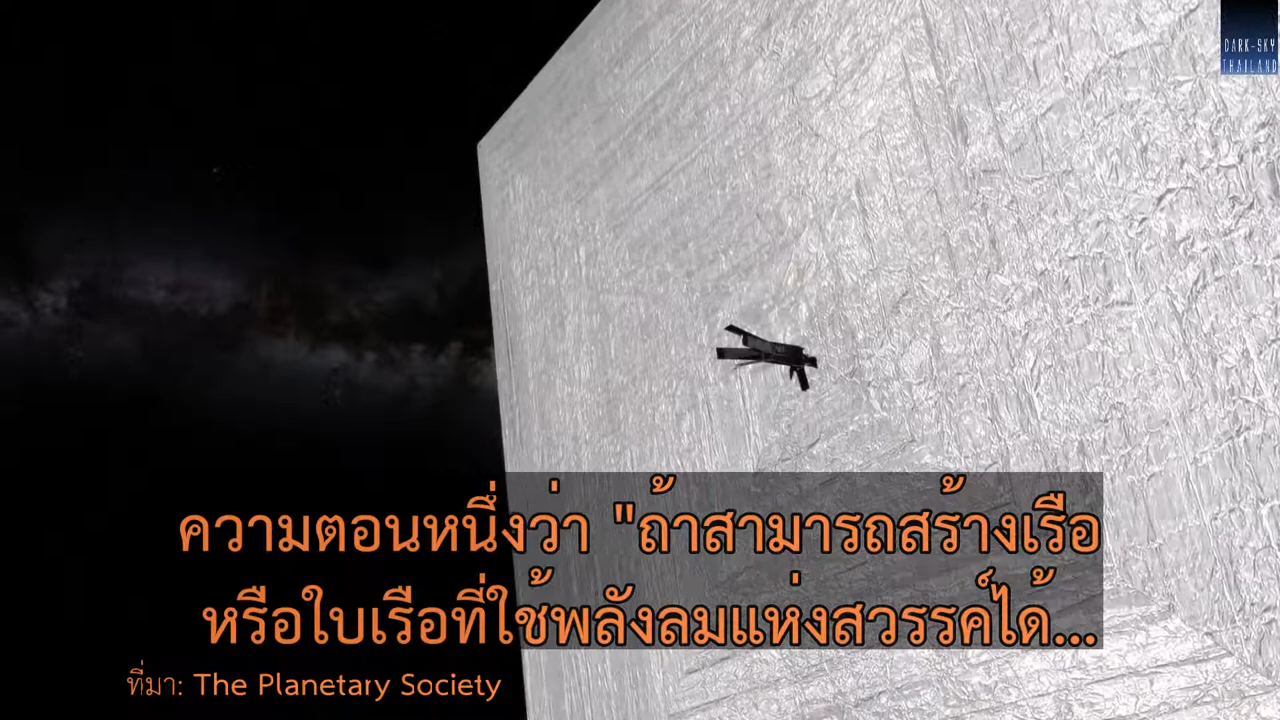 DARK-SKY
THAILAND
ความตอนหนึ่งว่า "ถ้าสามารถสร้างเรือ
หรือใบเรือที่ใช้พลังลมแห่งสวรรค์ได้...
ที่มา: The Planetary Society